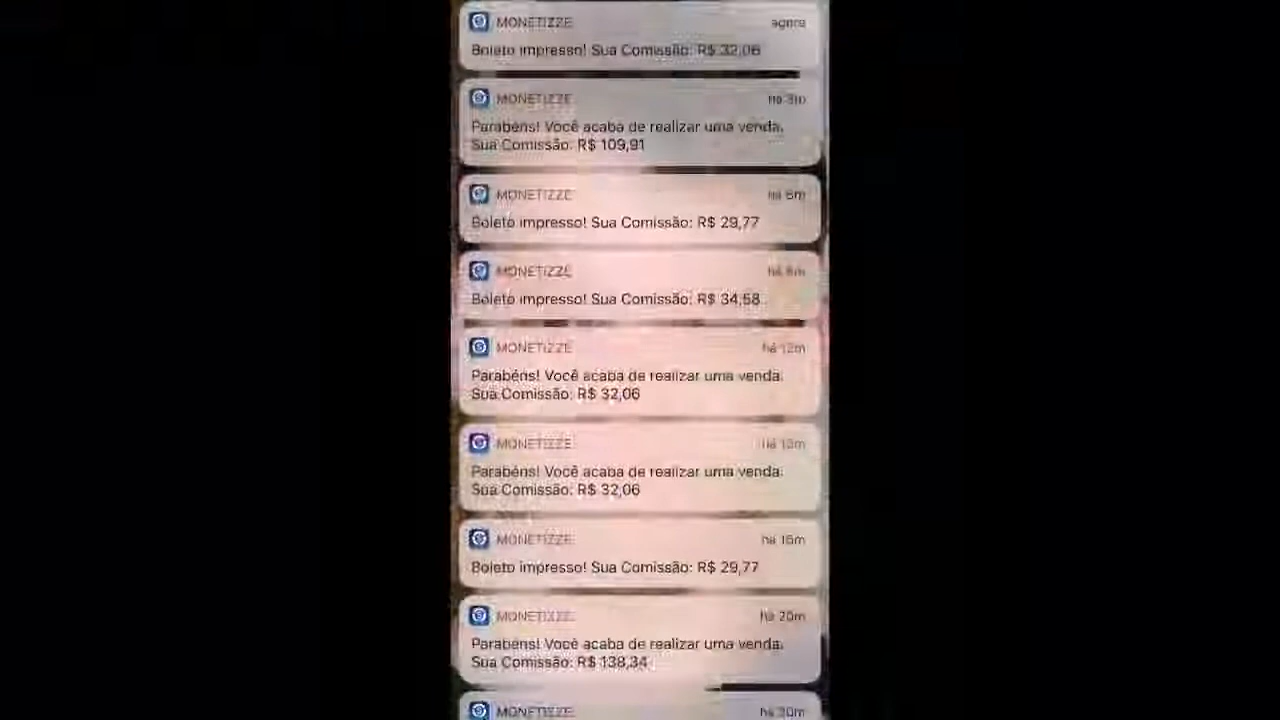 MONETIZZE agora
Boleto impresso! Sua Comissão: R$ 32,06
MONETIZZE há 3m
Parabéns! Você acaba de realizar uma venda.
Sua Comissão: R$ 109,91
MONETIZZE há 6m
Boleto impresso! Sua Comissão: R$ 29,77
MONETIZZE há
Boleto impresso! Sua Comissão: R$ 34,58
MONETIZZE há 12m
Parabéns! Você acaba de realizar uma venda.
Sua Comissão: R$ 32,06
MONETIZZE há
Parabéns! Você acaba de realizar uma venda.
Sua Comissão: R$ 32,06
MONETIZZE há
Boleto impresso! Sua Comissão: R$ 29,77
MONETIZZE há 20m
Parabéns! Você acaba de realizar uma venda.
Sua Comissão: R$ 138,34
MONETIZZE há 30m